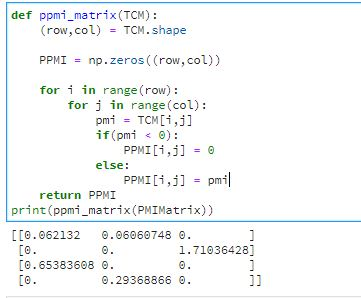 def ppmi_matrix(TCM):
    (row,col) = TCM.shape
    PPMI = np.zeros((row,col))
    for i in range(row):
        for j in range(col):
            pmi = TCM[i,j]
            if(pmi < 0):
                PPMI[i,j] = 0
            else:
                PPMI[i,j] = pmi
    return PPMI
print(ppmi_matrix(PMIMatrix))
[[0.062132   0.06060748 0.        ]
 [0.         0.         1.71036428]
 [0.65383608 0.         0.        ]
 [0.         0.29368866 0.        ]]